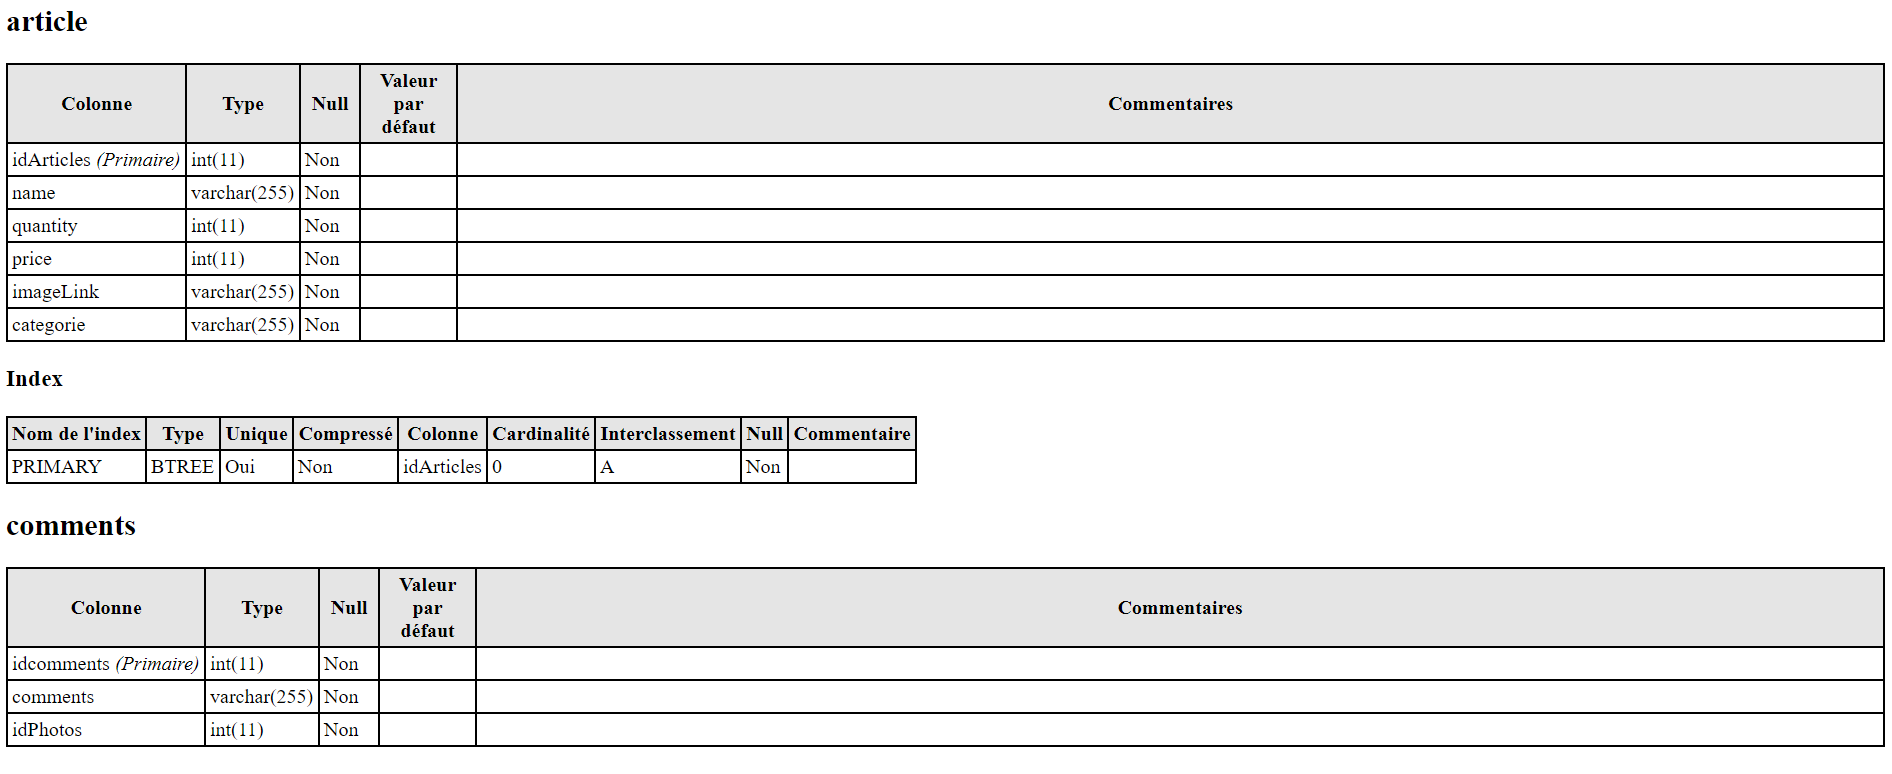 article
Colonne Type Null Valeur par défaut Commentaires
idArticles (Primaire) int(11) Non
name varchar(255) Non
quantity int(11) Non
price int(11) Non
imageLink varchar(255) Non
categorie varchar(255) Non
Index
Nom de l'index Type Unique Compressé Colonne Cardinalité Interclassement Null Commentaire
PRIMARY BTREE Oui Non idArticles 0 A Non
comments
Colonne Type Null Valeur par défaut Commentaires
idcomments (Primaire) int(11) Non
comments varchar(255) Non
idPhotos int(11) Non